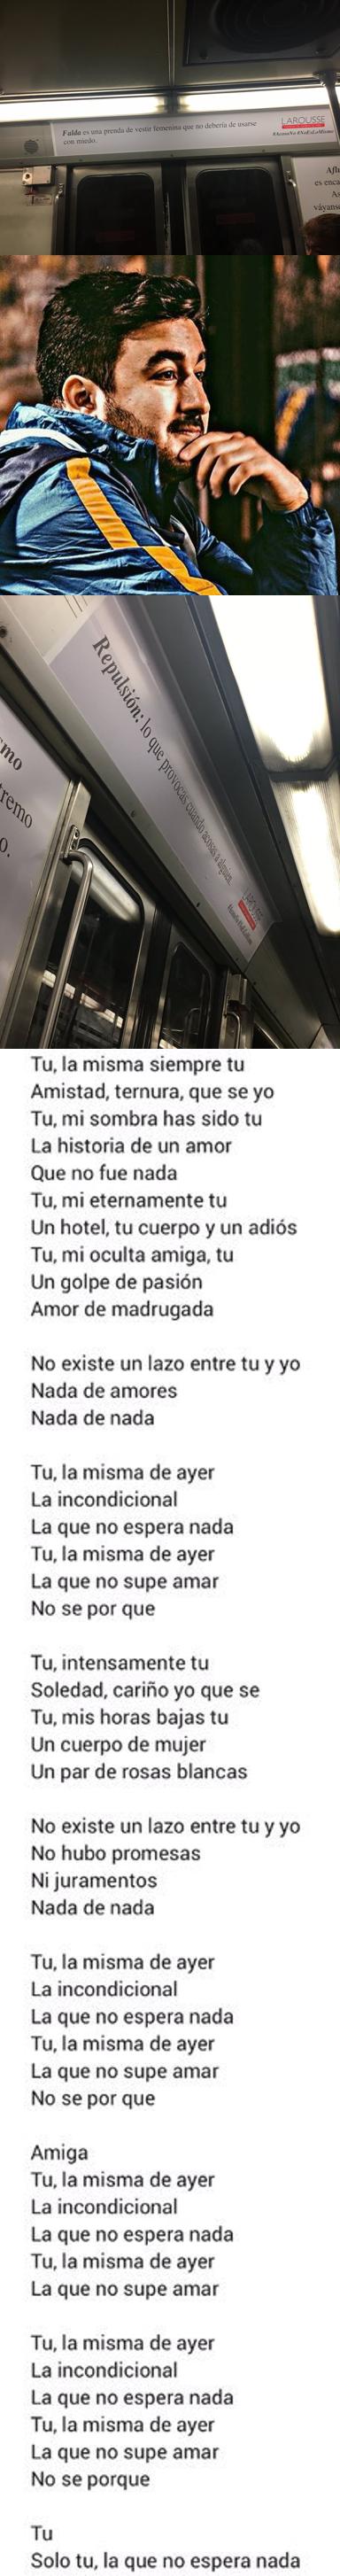 Falda es una prenda de vestir femenina que no debería de usarse
con miedo.
LAROUSSE
#AcosoNo #NoEsLoMismo
es enca
váyanse
Repulsión: lo que provocas cuando acosas a alguien.
smo
tremo
o.
Tu, la misma siempre tu
Amistad, ternura, que se yo
Tu, mi sombra has sido tu
La historia de un amor
Que no fue nada
Tu, mi eternamente tu
Un hotel, tu cuerpo y un adiós
Tu, mi oculta amiga, tu
Un golpe de pasión
Amor de madrugada
No existe un lazo entre tu y yo
Nada de amores
Nada de nada
Tu, la misma de ayer
La incondicional
La que no espera nada
Tu, la misma de ayer
La que no supe amar
No se por que
Tu, intensamente tu
Soledad, cariño yo que se
Tu, mis horas bajas tu
Un cuerpo de mujer
Un par de rosas blancas
No existe un lazo entre tu y yo
No hubo promesas
Ni juramentos
Nada de nada
Tu, la misma de ayer
La incondicional
La que no espera nada
Tu, la misma de ayer
La que no supe amar
No se por que
Amiga
Tu, la misma de ayer
La incondicional
La que no espera nada
Tu, la misma de ayer
La que no supe amar
Tu, la misma de ayer
La incondicional
La que no espera nada
Tu, la misma de ayer
La que no supe amar
No se porque
Tu
Solo tu, la que no espera nada